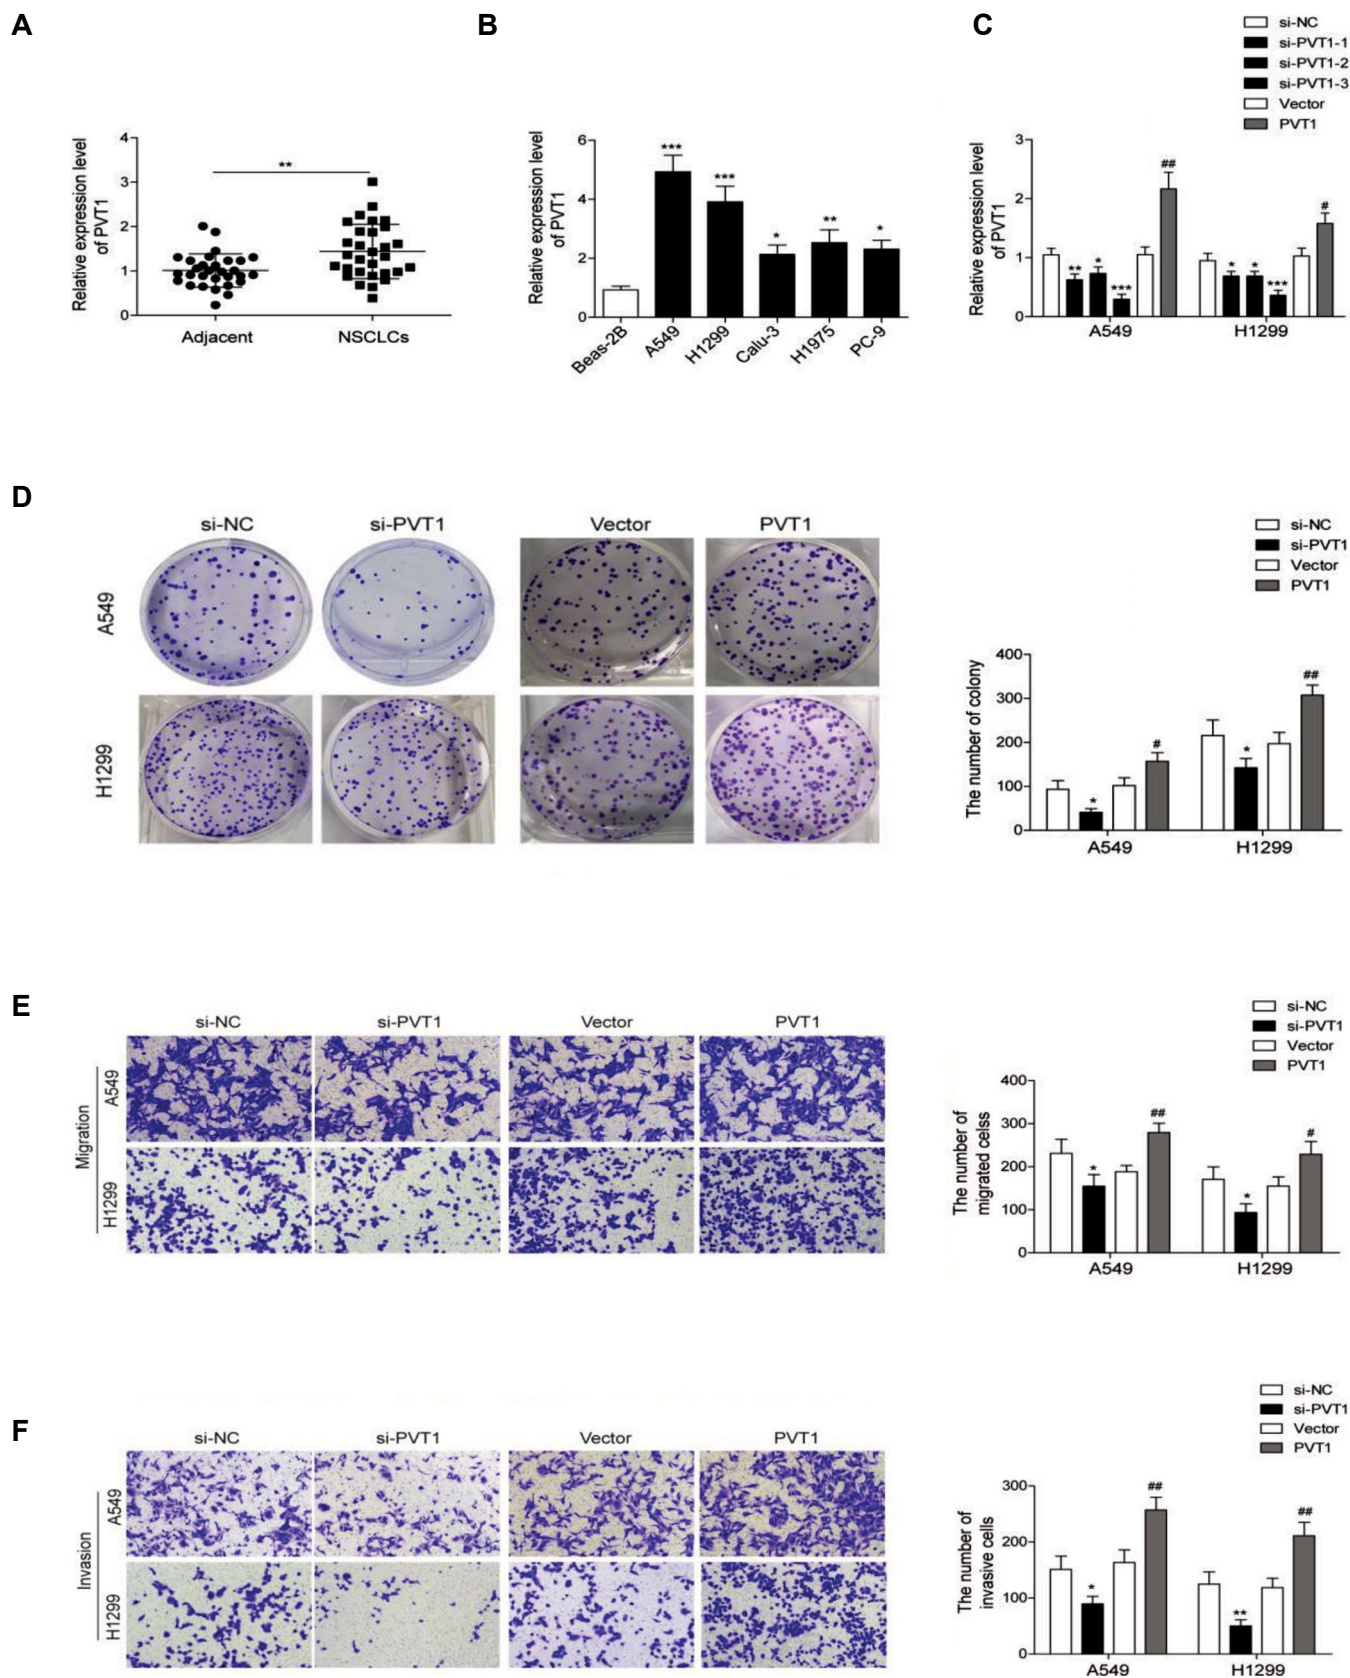 A
B
C
si-NC
si-PVT1-1
si-PVT1-2
si-PVT1-3
Vector
PVT1
Relative expression level
of PVT1
4
3
2
1
0
**
Adjacent
NSCLCs
Relative expression level
of PVT1
6
4
2
0
***
***
*
**
*
Beas-2B
A549
H1299
Calu-3
H1975
PC-9
Relative expression level
of PVT1
3
2
1
0
**
*
***
##
*
*
***
#
A549
H1299
D
si-NC
si-PVT1
Vector
PVT1
A549
H1299
si-NC
si-PVT1
Vector
PVT1
The number of colony
400
300
200
100
0
*
#
*
##
A549
H1299
E
si-NC
si-PVT1
Vector
PVT1
Migration
A549
H1299
si-NC
si-PVT1
Vector
PVT1
The number of
migrated celss
400
300
200
100
0
*
##
*
#
A549
H1299
F
si-NC
si-PVT1
Vector
PVT1
Invasion
A549
H1299
si-NC
si-PVT1
Vector
PVT1
The number of
invasive cells
300
200
100
0
*
##
**
##
A549
H1299